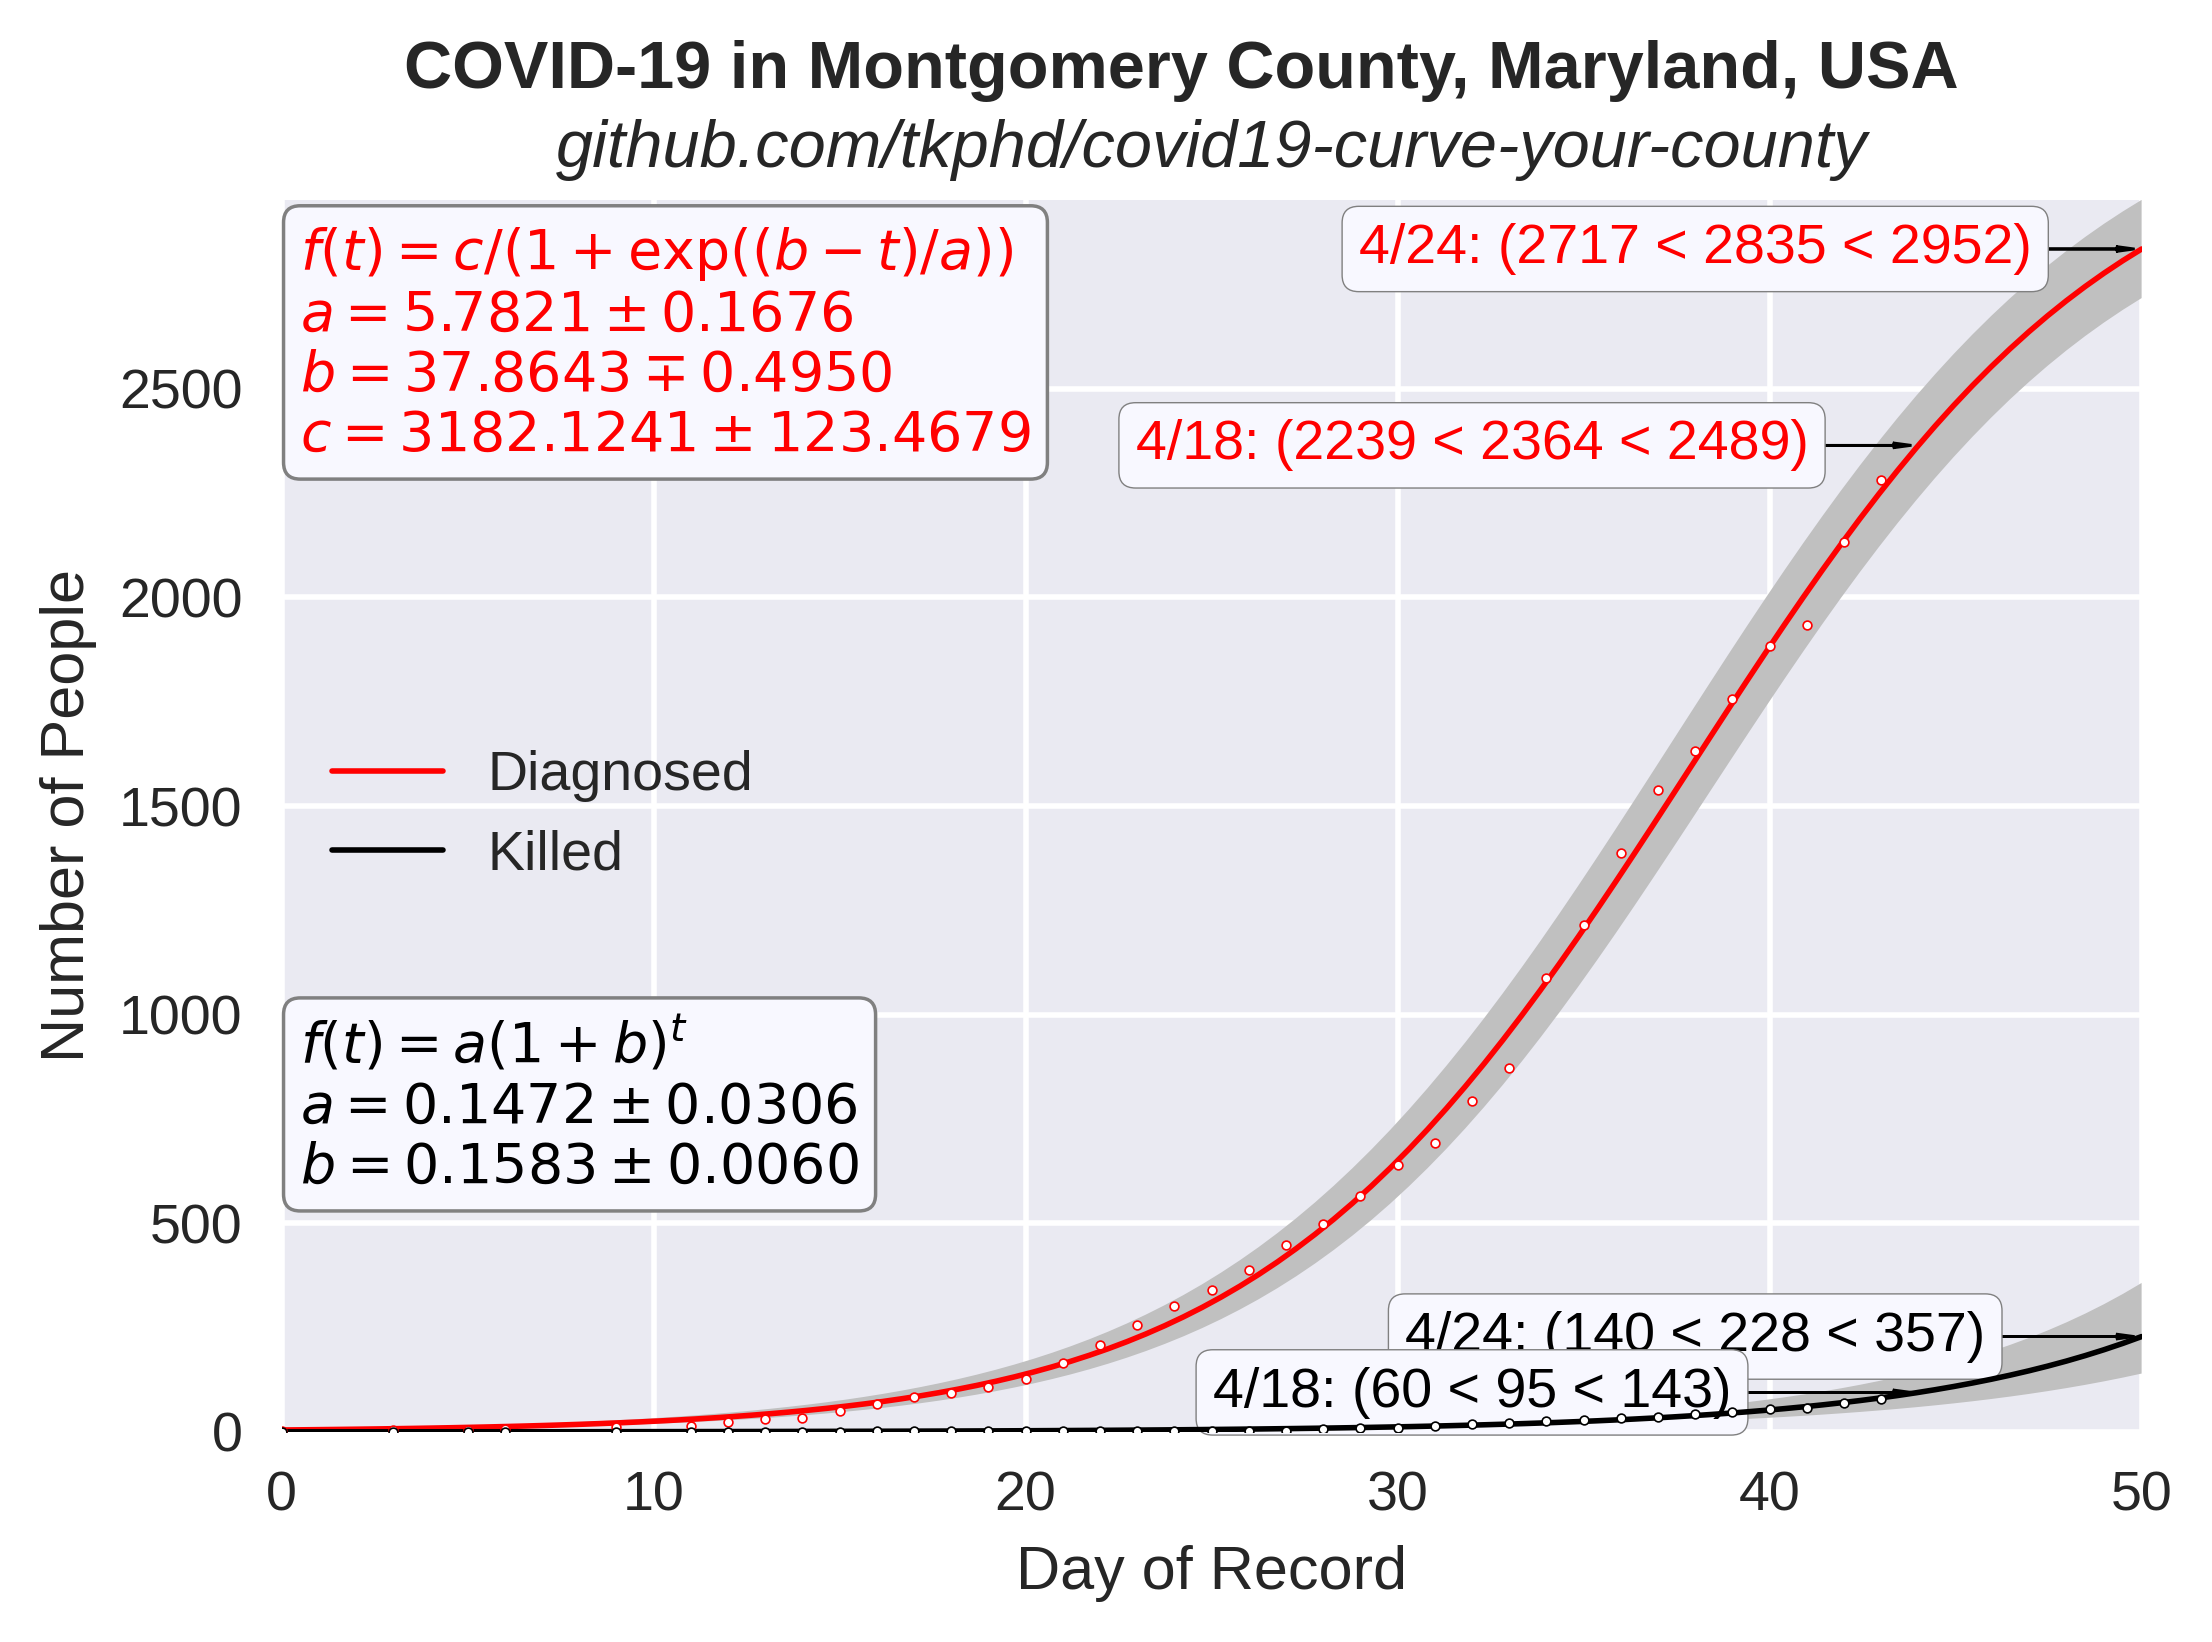 COVID-19 in Montgomery County, Maryland, USA
github.com/tkphd/covid19-curve-your-county
f(t) = c/(1 + exp((b − t)/a))
a = 5.7821 ± 0.1676
b = 37.8643 ∓ 0.4950
c = 3182.1241 ± 123.4679
4/24: (2717 < 2835 < 2952)
4/18: (2239 < 2364 < 2489)
Diagnosed
Killed
f(t) = a(1 + b)^t
a = 0.1472 ± 0.0306
b = 0.1583 ± 0.0060
4/24: (140 < 228 < 357)
4/18: (60 < 95 < 143)
Number of People
2500
2000
1500
1000
500
0
0 10 20 30 40 50
Day of Record